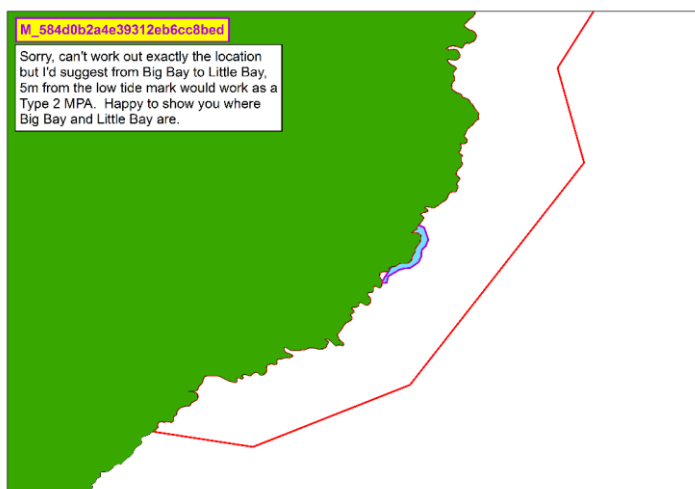 M_584d0b2a4e39312eb6cc8bed
Sorry, can't work out exactly the location
but I'd suggest from Big Bay to Little Bay,
5m from the low tide mark would work as a
Type 2 MPA.  Happy to show you where
Big Bay and Little Bay are.